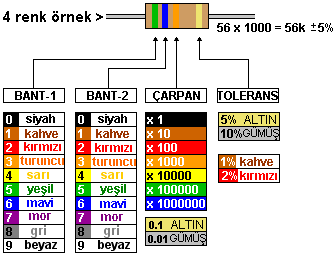 4 renk örnek >
56 x 1000 = 56k ±5%
BANT-1 BANT-2 ÇARPAN TOLERANS
0 siyah 0 siyah x 1 5% ALTIN
1 kahve 1 kahve x 10 10% GÜMÜŞ
2 kırmızı 2 kırmızı x 100
3 turuncu 3 turuncu x 1000 1% kahve
4 sarı 4 sarı x 10000 2% kırmızı
5 yeşil 5 yeşil x 100000
6 mavi 6 mavi x 1000000
7 mor 7 mor
8 gri 8 gri 0.1 ALTIN
9 beyaz 9 beyaz 0.01 GÜMÜŞ